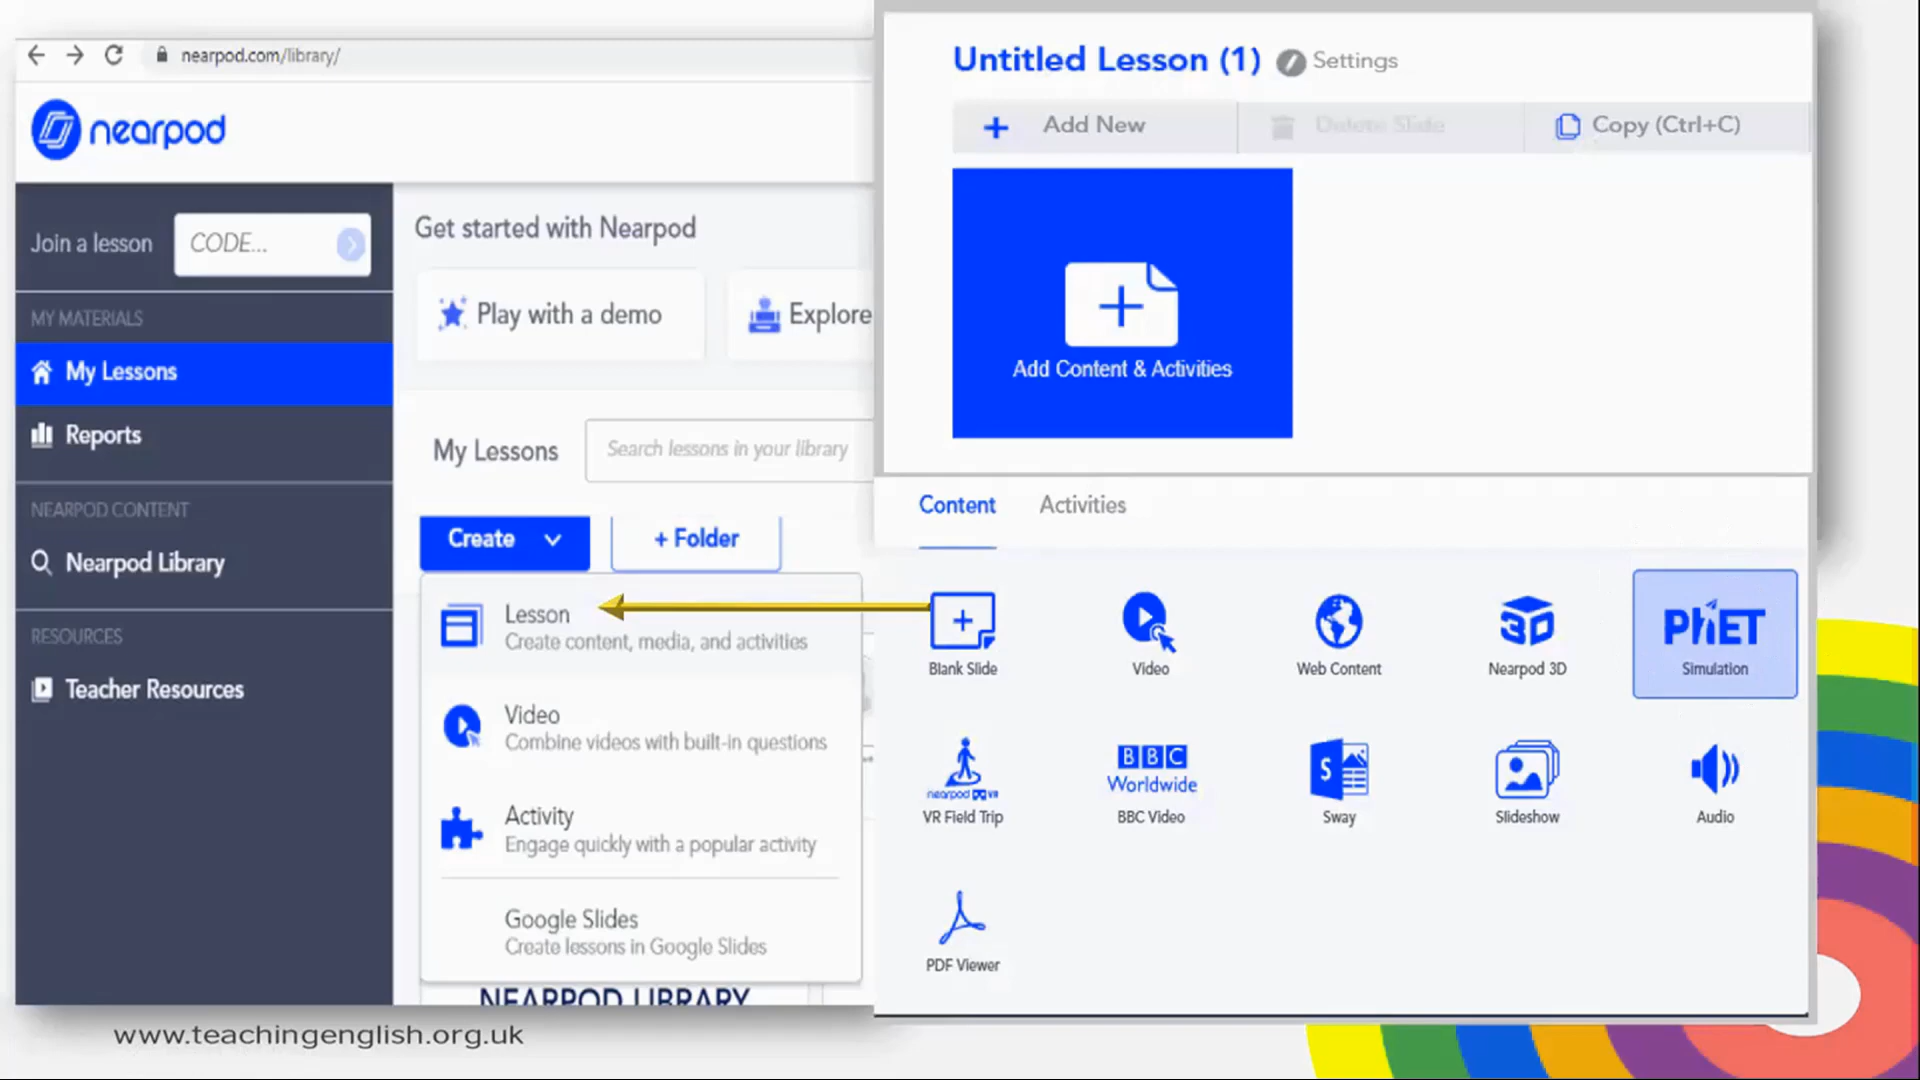 nearpod.com/library/
nearpod
Join a lesson
CODE...
MY MATERIALS
My Lessons
Reports
NEARPOD CONTENT
Nearpod Library
RESOURCES
Teacher Resources
Get started with Nearpod
Play with a demo
Explore
My Lessons
Search lessons in your library
Create
+ Folder
Lesson
Create content, media, and activities
Video
Combine videos with built-in questions
Activity
Engage quickly with a popular activity
Google Slides
Create lessons in Google Slides
NEARPOD LIBRARY
Untitled Lesson (1)
Settings
Add New
Delete Slide
Copy (Ctrl+C)
Add Content & Activities
Content
Activities
Blank Slide
Video
Web Content
3D
Nearpod 3D
PhET
Simulation
nearpod VR
VR Field Trip
BBC
Worldwide
BBC Video
S
Sway
Slideshow
Audio
PDF Viewer
www.teachingenglish.org.uk